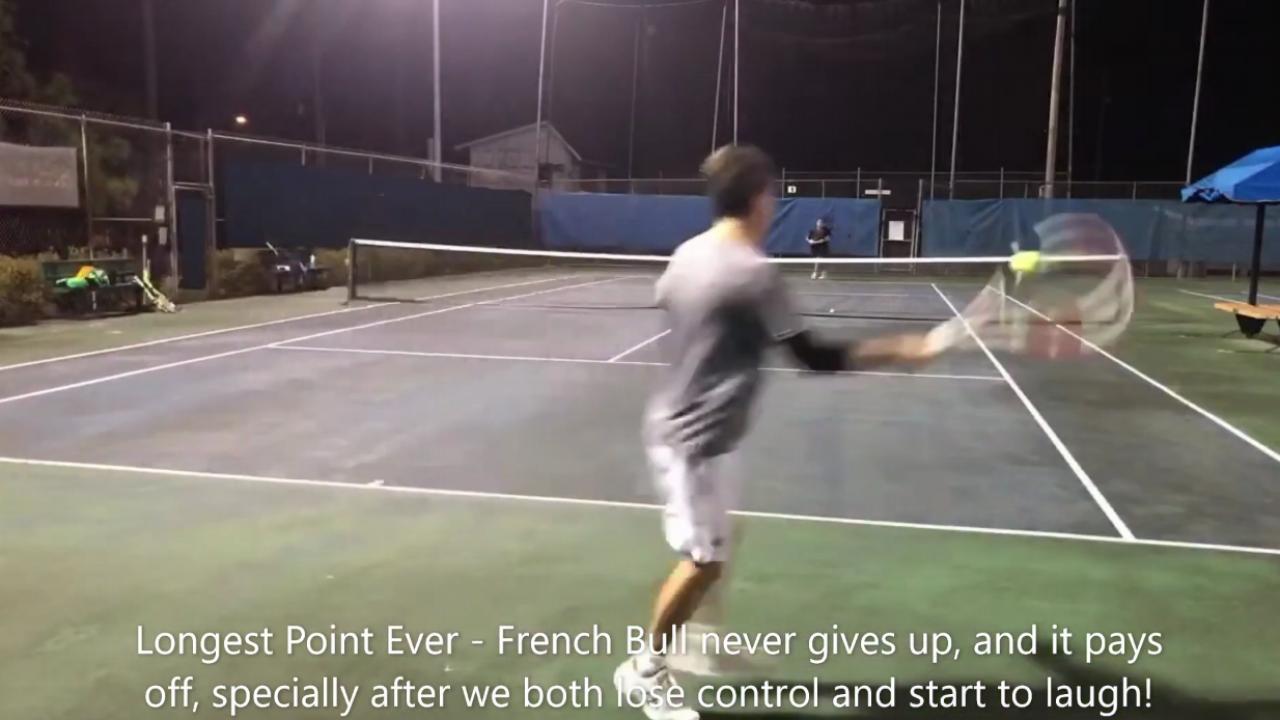 Longest Point Ever - French Bull never gives up, and it pays
off, specially after we both lose control and start to laugh!